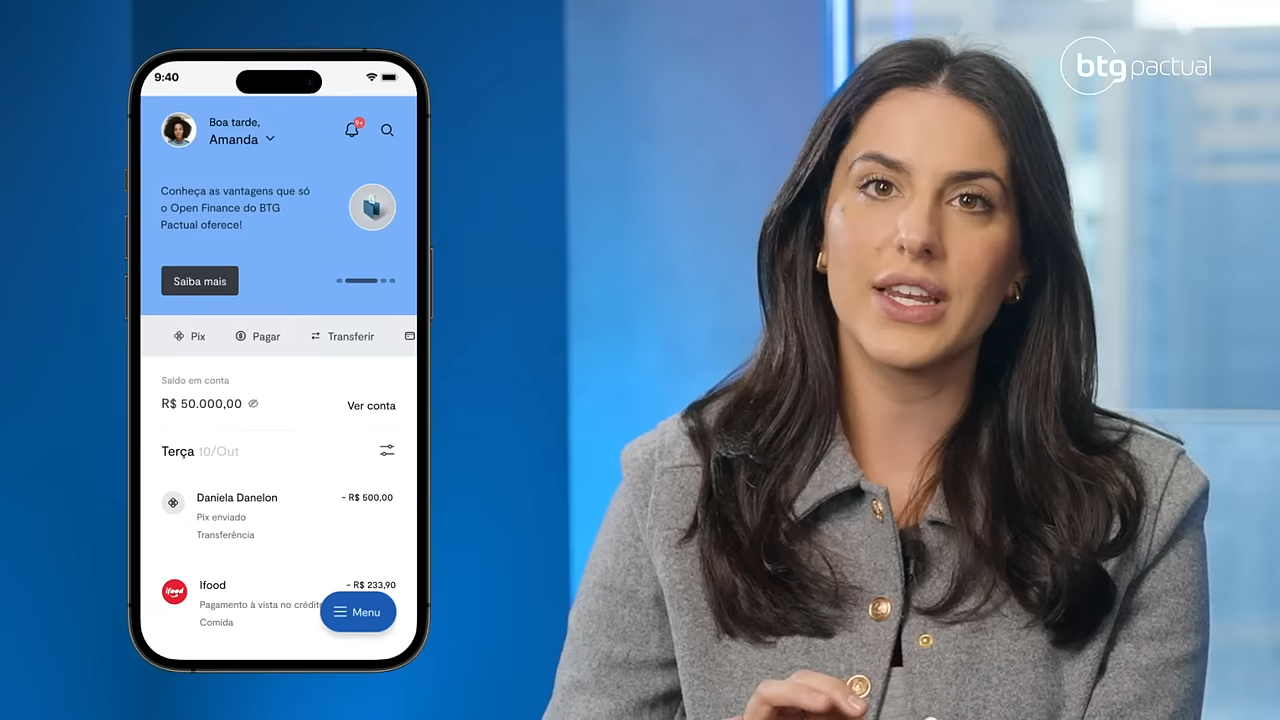 9:40
Boa tarde,
Amanda
9+
Conheça as vantagens que só
o Open Finance do BTG
Pactual oferece!
Saiba mais
Pix
Pagar
Transferir
Saldo em conta
R$ 50.000,00
Ver conta
Terça 10/Out
Daniela Danelon
- R$ 500,00
Pix enviado
Transferência
ifood
Ifood
- R$ 233,90
Pagamento à vista no crédito
Comida
Menu
btg pactual